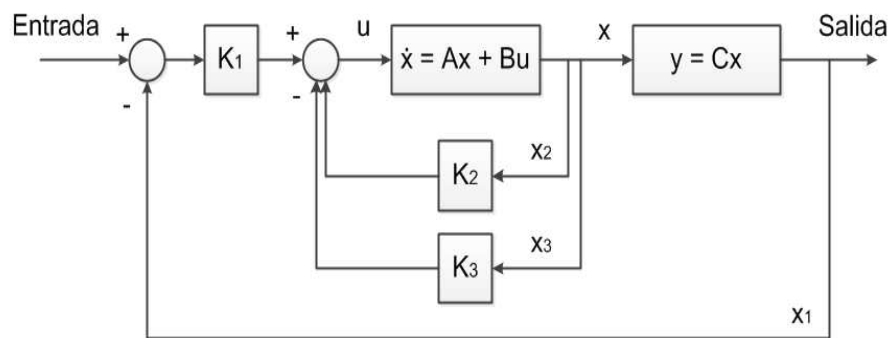 Entrada
Salida
+
+
u
x
K1
ẋ = Ax + Bu
y = Cx
-
-
K2
x2
K3
x3
x1